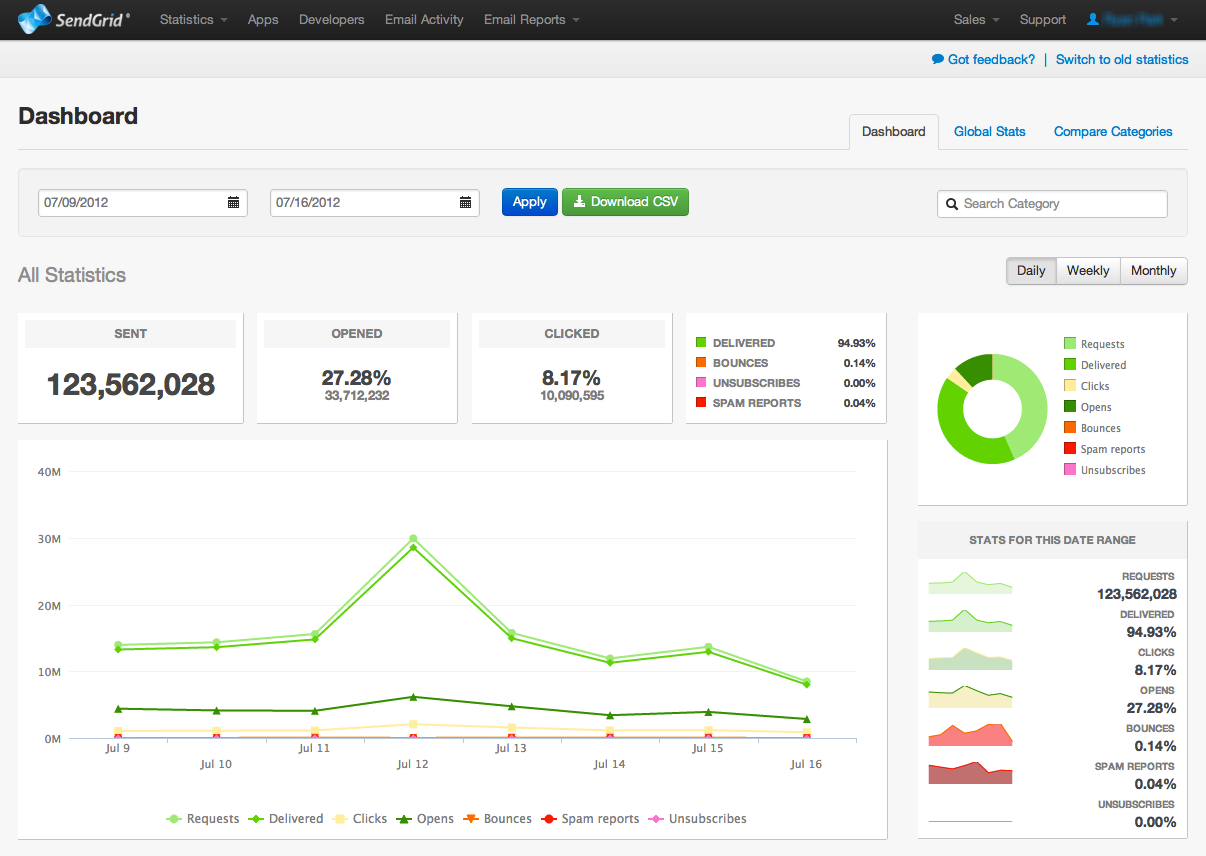 SendGrid®
Statistics Apps Developers Email Activity Email Reports Sales Support
Got feedback? | Switch to old statistics
Dashboard
Dashboard Global Stats Compare Categories
07/09/2012 07/16/2012 Apply Download CSV Search Category
All Statistics
Daily Weekly Monthly
SENT
123,562,028
OPENED
27.28%
33,712,232
CLICKED
8.17%
10,090,595
DELIVERED 94.93%
BOUNCES 0.14%
UNSUBSCRIBES 0.00%
SPAM REPORTS 0.04%
Requests
Delivered
Clicks
Opens
Bounces
Spam reports
Unsubscribes
40M
30M
20M
10M
0M
Jul 9 Jul 11 Jul 13 Jul 15
Jul 10 Jul 12 Jul 14 Jul 16
Requests Delivered Clicks Opens Bounces Spam reports Unsubscribes
STATS FOR THIS DATE RANGE
REQUESTS
123,562,028
DELIVERED
94.93%
CLICKS
8.17%
OPENS
27.28%
BOUNCES
0.14%
SPAM REPORTS
0.04%
UNSUBSCRIBES
0.00%